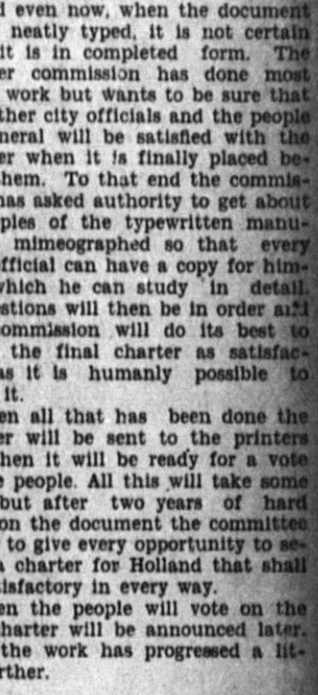 l even now, when the document
neatly typed, it is not certain
it is in completed form. The
er commission has done most
work but wants to be sure that
ther city officials and the people
neral will be satisfied with the
er when it is finally placed be-
hem. To that end the commis-
has asked authority to get about
ples of the typewritten manu-
mimeographed so that every
fficial can have a copy for him-
which he can study in detail.
stions will then be in order and
ommission will do its best to
the final charter as satisfac-
as it is humanly possible to
it.
en all that has been done the
er will be sent to the printers
hen it will be ready for a vote
e people. All this will take some
but after two years of hard
on the document the committee
to give every opportunity to se-
a charter for Holland that shall
isfactory in every way.
en the people will vote on the
harter will be announced later.
the work has progressed a lit-
rther.